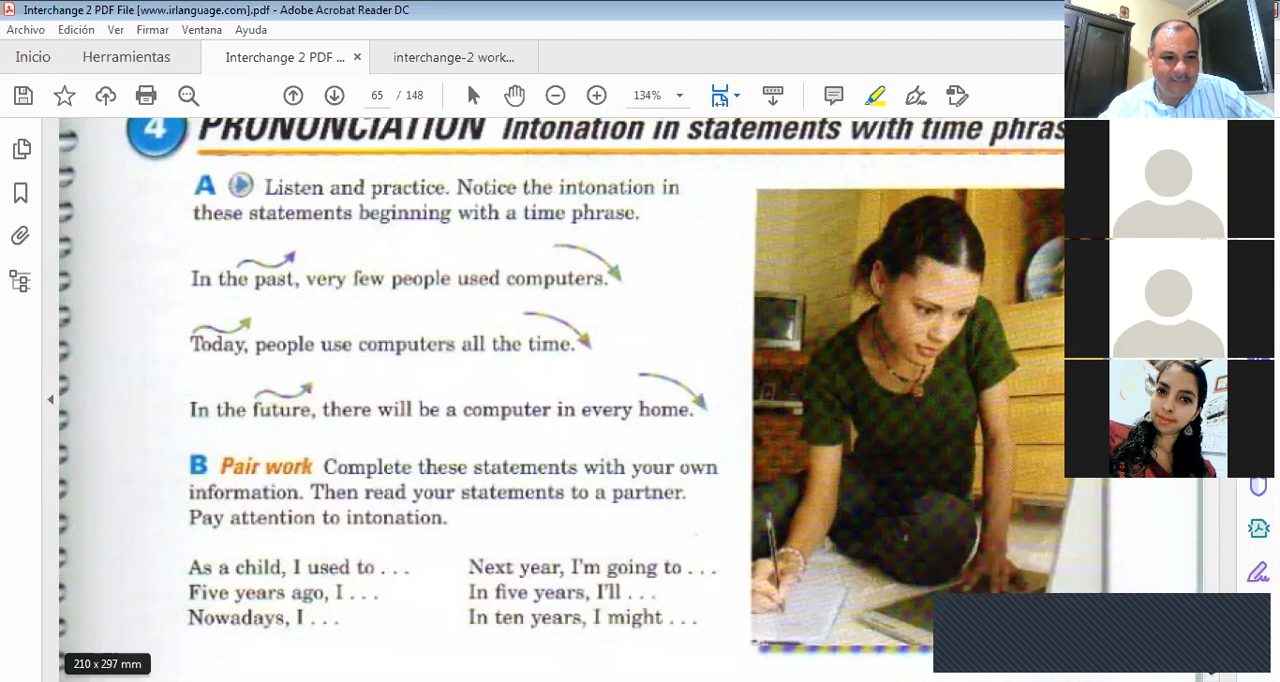 Interchange 2 PDF File [www.irlanguage.com].pdf - Adobe Acrobat Reader DC
Archivo Edición Ver Firmar Ventana Ayuda
Inicio Herramientas Interchange 2 PDF ... × interchange-2 work...
65 / 148 134%
4 PRONUNCIATION Intonation in statements with time phras
A Listen and practice. Notice the intonation in
these statements beginning with a time phrase.
In the past, very few people used computers.
Today, people use computers all the time.
In the future, there will be a computer in every home.
B Pair work Complete these statements with your own
information. Then read your statements to a partner.
Pay attention to intonation.
As a child, I used to . . .
Five years ago, I . . .
Nowadays, I . . .
Next year, I'm going to . . .
In five years, I'll . . .
In ten years, I might . . .
210 x 297 mm